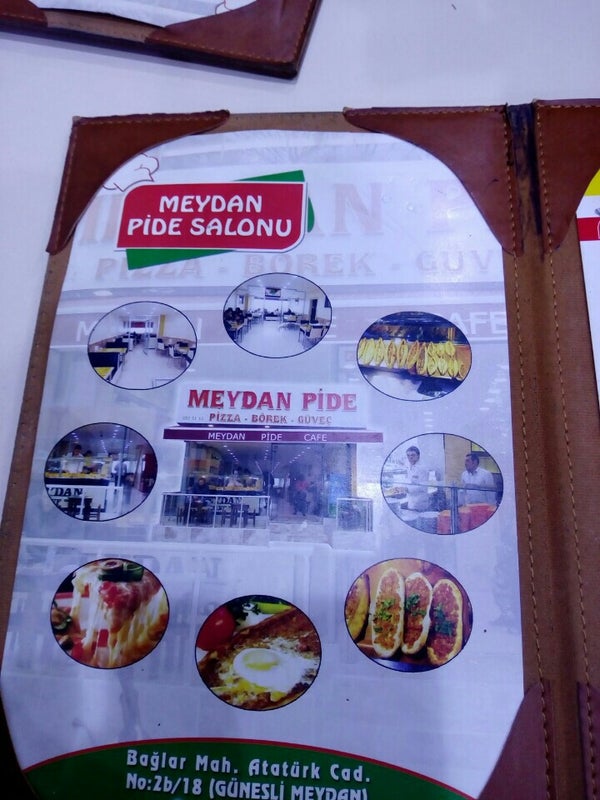 MEYDAN
PİDE SALONU
PİZZA - BÖREK - GÜVEÇ
MEYDAN PİDE
PİZZA - BÖREK - GÜVEÇ
MEYDAN PİDE CAFE
Bağlar Mah. Atatürk Cad.
No:2b/18 (GÜNEŞLİ MEYDAN)